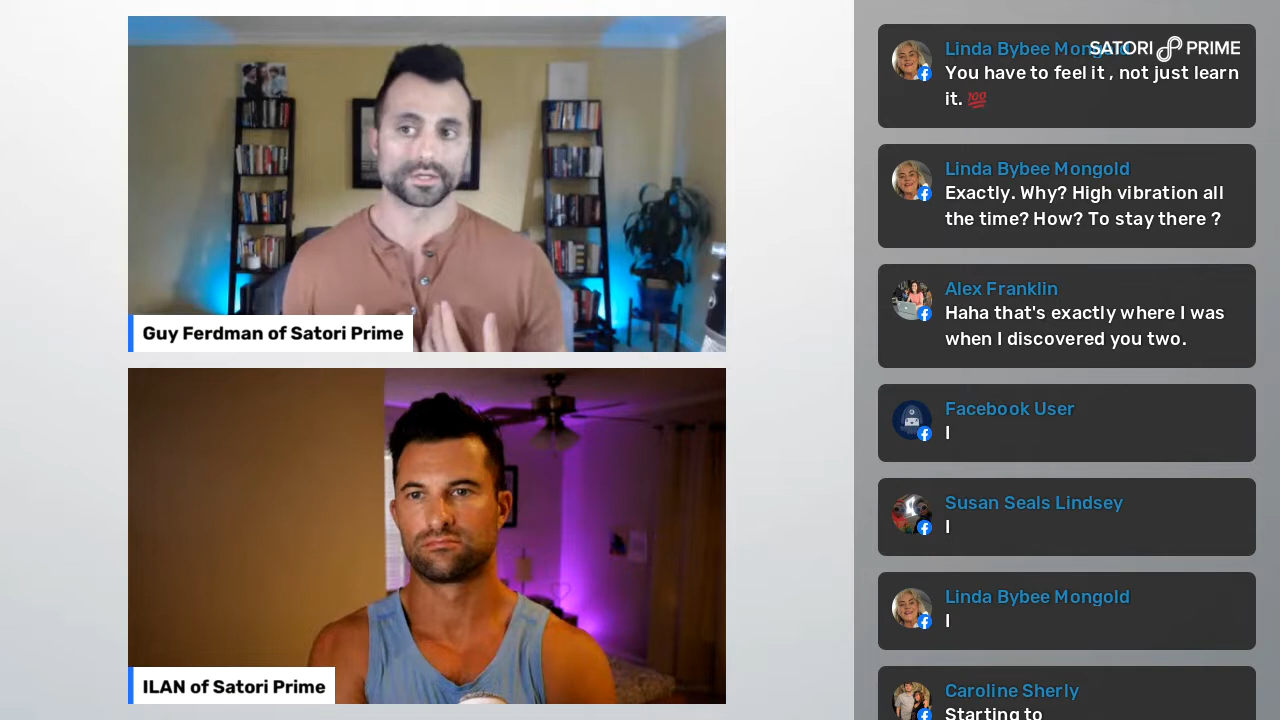 Guy Ferdman of Satori Prime
ILAN of Satori Prime
SATORI PRIME
Linda Bybee Mongold
You have to feel it , not just learn
it. 💯
Linda Bybee Mongold
Exactly. Why? High vibration all
the time? How? To stay there ?
Alex Franklin
Haha that's exactly where I was
when I discovered you two.
Facebook User
I
Susan Seals Lindsey
I
Linda Bybee Mongold
I
Caroline Sherly
Starting to